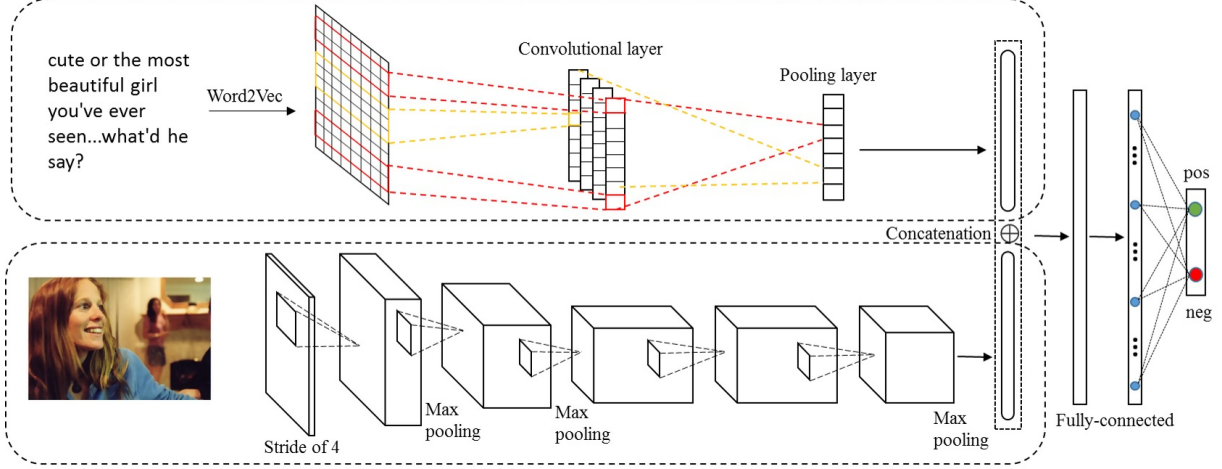 cute or the most
beautiful girl
you've ever
seen...what'd he
say?
Word2Vec
Convolutional layer
Pooling layer
Concatenation
pos
neg
Fully-connected
Stride of 4
Max
pooling
Max
pooling
Max
pooling